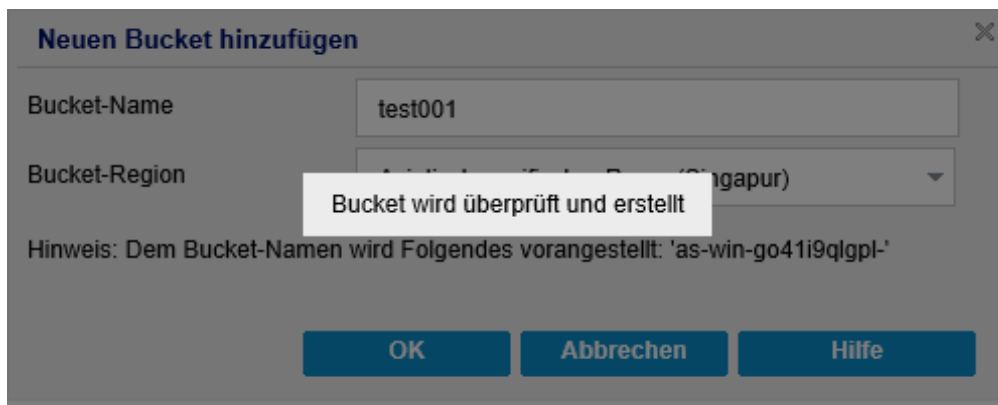 Neuen Bucket hinzufügen
Bucket-Name
test001
Bucket-Region
(Singapur)
Bucket wird überprüft und erstellt
Hinweis: Dem Bucket-Namen wird Folgendes vorangestellt: 'as-win-go41i9qlgpl-'
OK
Abbrechen
Hilfe